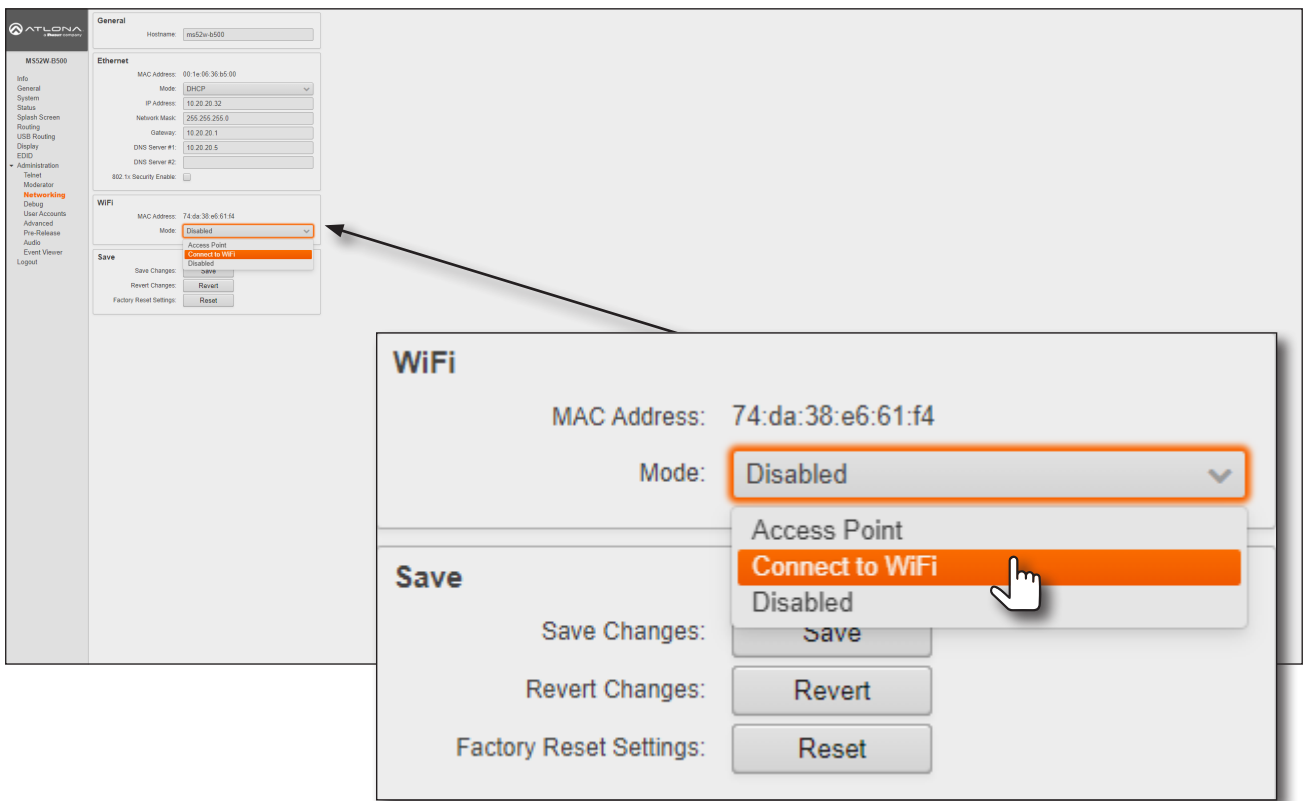 ATLONA
a Panduit company
MS52W-B500
Info
General
System
Status
Splash Screen
Routing
USB Routing
Display
EDID
Administration
Telnet
Moderator
Networking
Debug
User Accounts
Advanced
Pre-Release
Audio
Event Viewer
Logout
General
Hostname: ms52w-b500
Ethernet
MAC Address: 00:1e:06:36:b5:00
Mode: DHCP
IP Address: 10.20.20.32
Network Mask: 255.255.255.0
Gateway: 10.20.20.1
DNS Server #1: 10.20.20.5
DNS Server #2:
802.1x Security Enable:
WiFi
MAC Address: 74:da:38:e6:61:f4
Mode: Disabled
Access Point
Connect to WiFi
Disabled
Save
Save Changes: Save
Revert Changes: Revert
Factory Reset Settings: Reset
WiFi
MAC Address: 74:da:38:e6:61:f4
Mode: Disabled
Access Point
Connect to WiFi
Disabled
Save
Save Changes: Save
Revert Changes: Revert
Factory Reset Settings: Reset